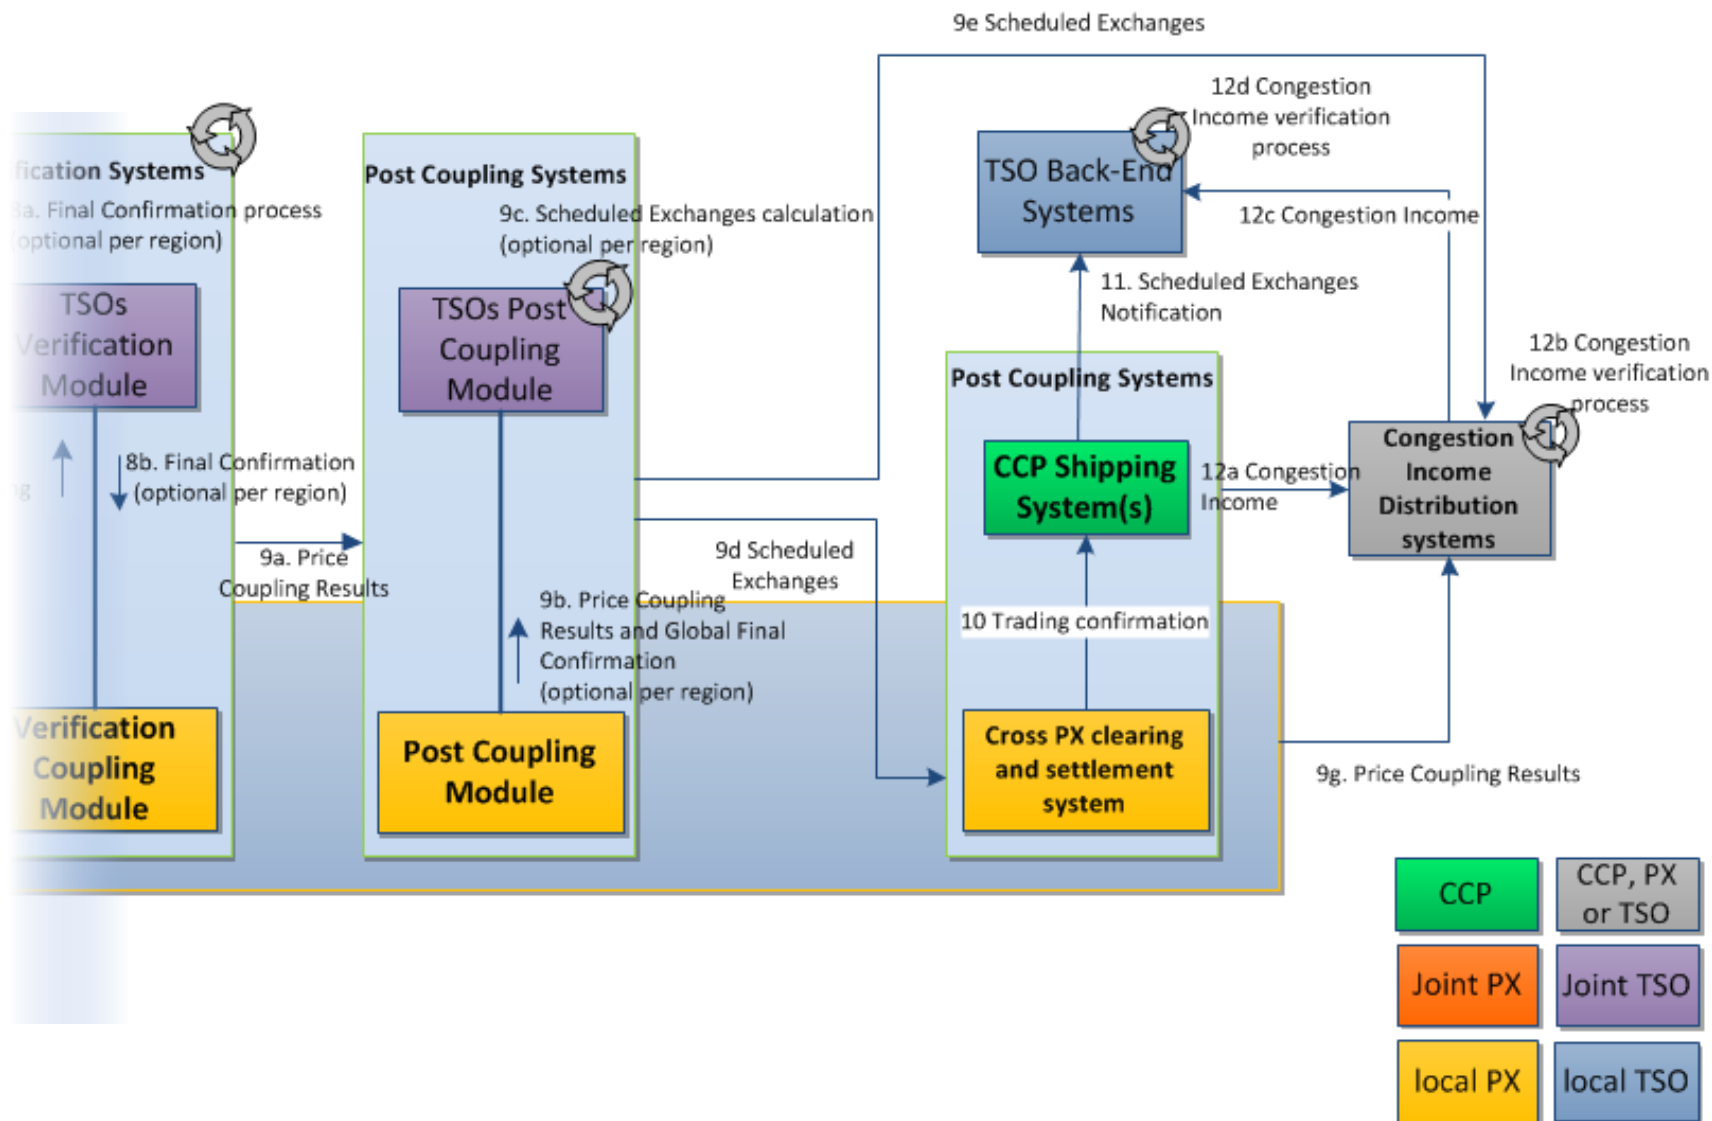 9e Scheduled Exchanges
12d Congestion
Income verification
process
Systems
8a. Final Confirmation process
(optional per region)
Post Coupling Systems
9c. Scheduled Exchanges calculation
(optional per region)
TSO Back-End
Systems
12c Congestion Income
11. Scheduled Exchanges
Notification
TSOs
Verification
Module
TSOs Post
Coupling
Module
Post Coupling Systems
12b Congestion
Income verification
process
8b. Final Confirmation
(optional per region)
CCP Shipping
System(s)
12a Congestion
Income
Congestion
Income
Distribution
systems
9a. Price
Coupling Results
9d Scheduled
Exchanges
9b. Price Coupling
Results and Global Final
Confirmation
(optional per region)
10 Trading confirmation
Verification
Coupling
Module
Post Coupling
Module
Cross PX clearing
and settlement
system
9g. Price Coupling Results
CCP
CCP, PX
or TSO
Joint PX
Joint TSO
local PX
local TSO